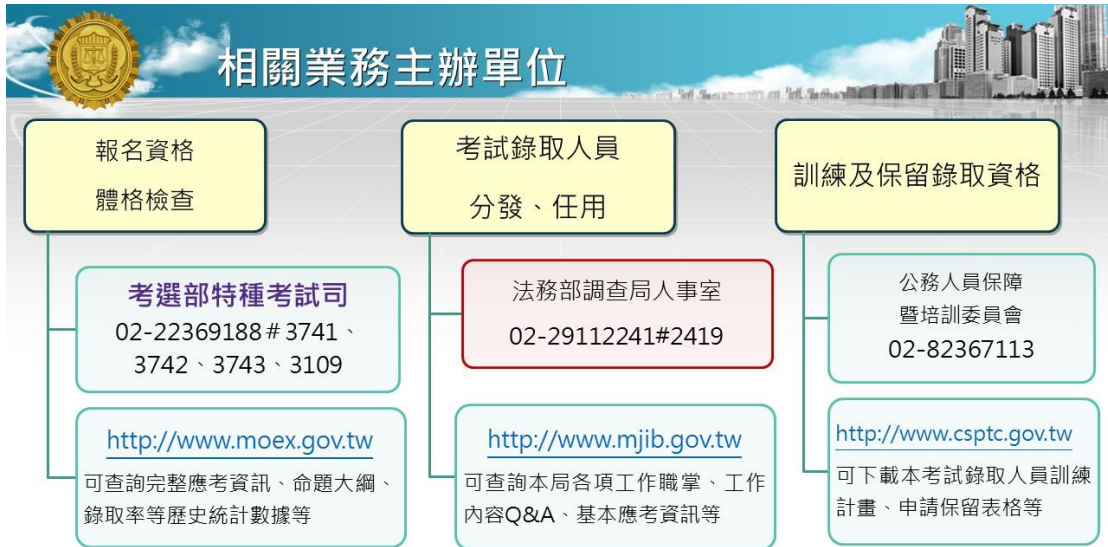 相關業務主辦單位
報名資格
體格檢查
考選部特種考試司
02-22369188＃3741、
3742、3743、3109
http://www.moex.gov.tw
可查詢完整應考資訊、命題大綱、
錄取率等歷史統計數據等
考試錄取人員
分發、任用
法務部調查局人事室
02-29112241#2419
http://www.mjib.gov.tw
可查詢本局各項工作職掌、工作
內容Q&A、基本應考資訊等
訓練及保留錄取資格
公務人員保障
暨培訓委員會
02-82367113
http://www.csptc.gov.tw
可下載本考試錄取人員訓練
計畫、申請保留表格等